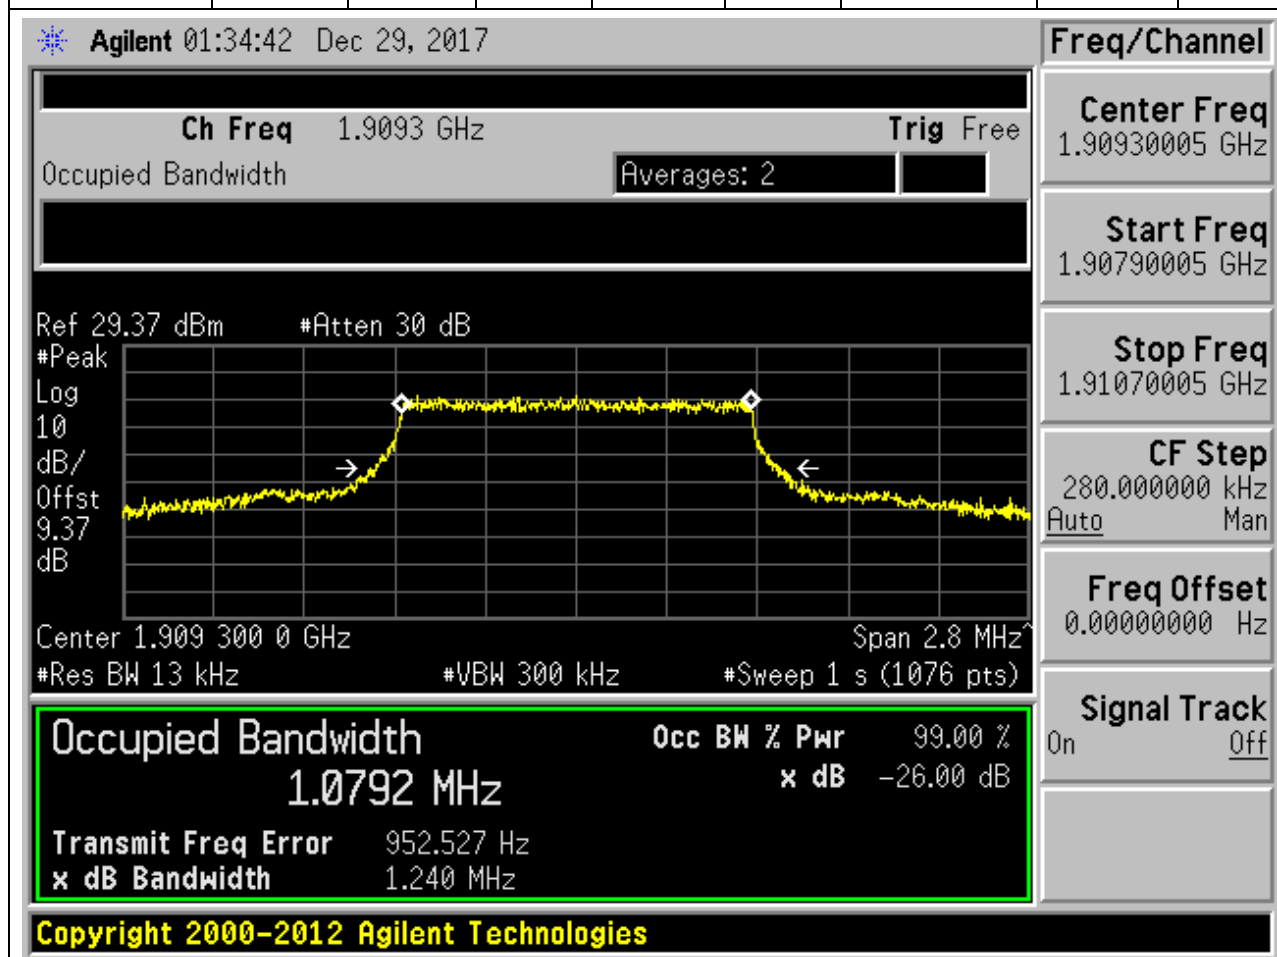 Agilent 01:34:42 Dec 29, 2017
Freq/Channel
Ch Freq 1.9093 GHz
Trig Free
Occupied Bandwidth
Averages: 2
Center Freq
1.90930005 GHz
Start Freq
1.90790005 GHz
Stop Freq
1.91070005 GHz
CF Step
280.000000 kHz
Auto Man
Freq Offset
0.00000000 Hz
Signal Track
On Off
Ref 29.37 dBm #Atten 30 dB
#Peak
Log
10
dB/
Offst
9.37
dB
Center 1.909 300 0 GHz Span 2.8 MHz^
#Res BW 13 kHz #VBW 300 kHz #Sweep 1 s (1076 pts)
Occupied Bandwidth
1.0792 MHz
Occ BW % Pwr 99.00 %
x dB -26.00 dB
Transmit Freq Error 952.527 Hz
x dB Bandwidth 1.240 MHz
Copyright 2000-2012 Agilent Technologies